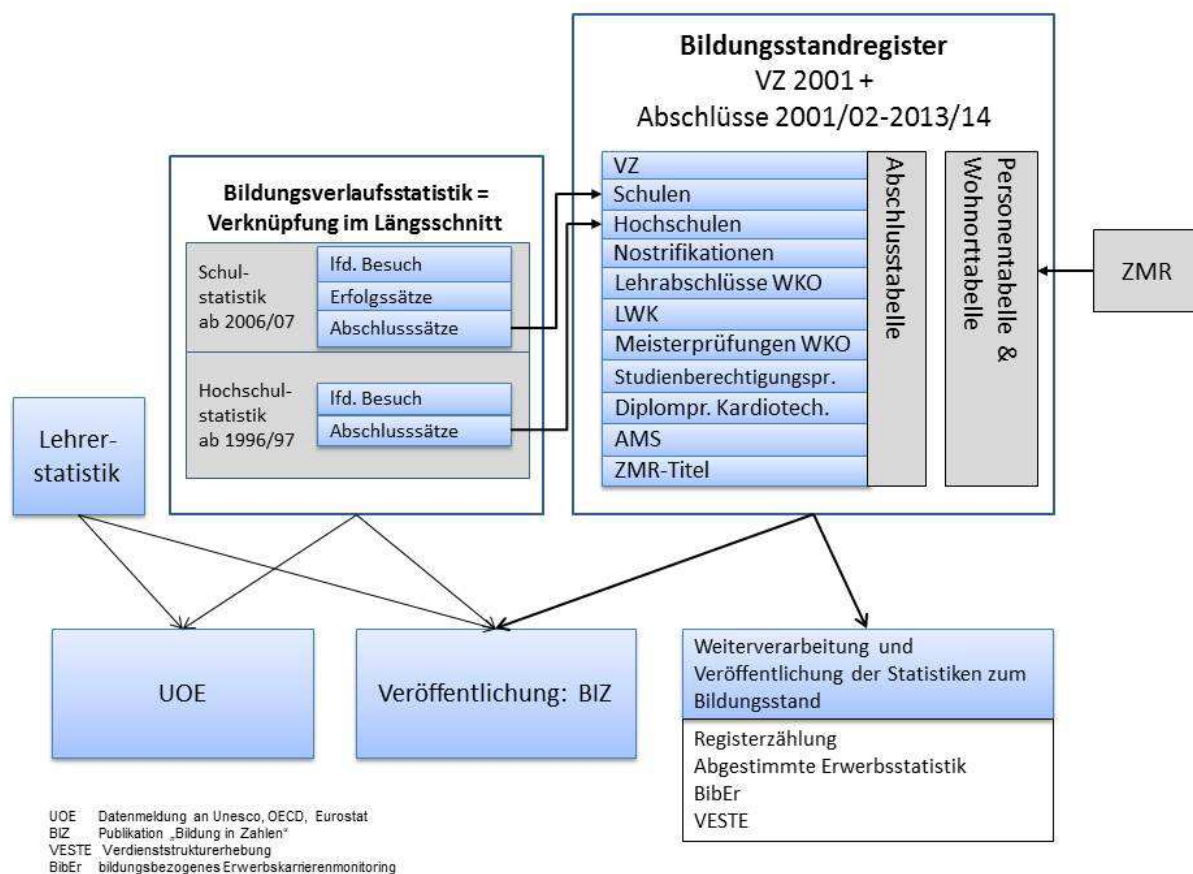 Bildungsstandregister
VZ 2001 +
Abschlüsse 2001/02-2013/14
Bildungsverlaufsstatistik =
Verknüpfung im Längsschnitt
Schul-
statistik
ab 2006/07
lfd. Besuch
Erfolgssätze
Abschlusssätze
Hochschul-
statistik
ab 1996/97
lfd. Besuch
Abschlusssätze
VZ
Schulen
Hochschulen
Nostrifikationen
Lehrabschlüsse WKO
LWK
Meisterprüfungen WKO
Studienberechtigungspr.
Diplompr. Kardiotech.
AMS
ZMR-Titel
Abschlusstabelle
Personentabelle &
Wohnorttabelle
ZMR
Lehrer-
statistik
UOE
Veröffentlichung: BIZ
Weiterverarbeitung und
Veröffentlichung der Statistiken zum
Bildungsstand
Registerzählung
Abgestimmte Erwerbsstatistik
BibEr
VESTE
UOE Datenmeldung an Unesco, OECD, Eurostat
BIZ Publikation „Bildung in Zahlen“
VESTE Verdienststrukturerhebung
BibEr bildungsbezogenes Erwerbskarrierenmonitoring